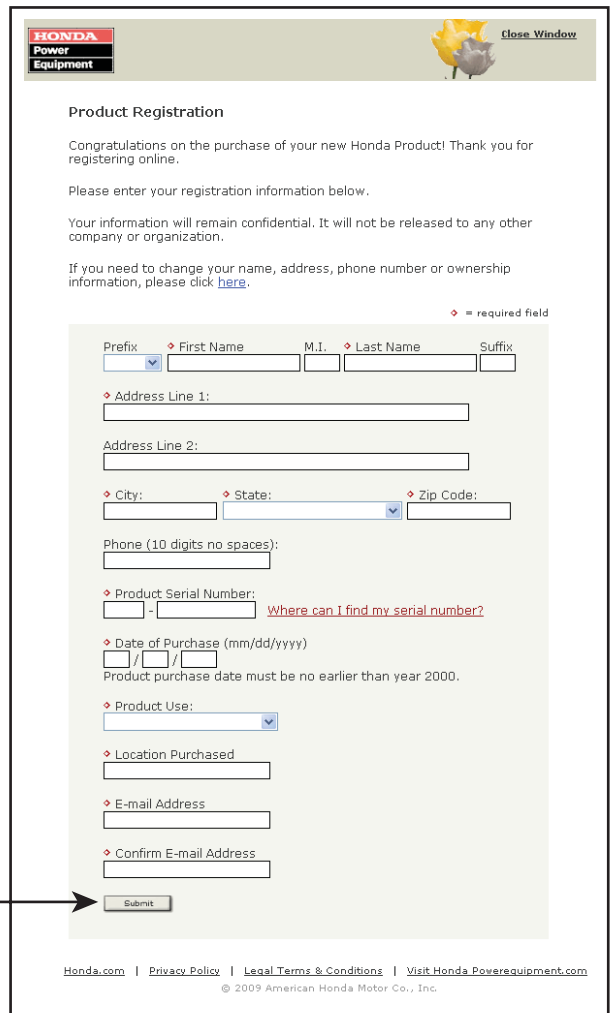 HONDA
Power
Equipment
Close Window
Product Registration
Congratulations on the purchase of your new Honda Product! Thank you for
registering online.
Please enter your registration information below.
Your information will remain confidential. It will not be released to any other
company or organization.
If you need to change your name, address, phone number or ownership
information, please click here.
= required field
Prefix First Name M.I. Last Name Suffix
Address Line 1:
Address Line 2:
City: State: Zip Code:
Phone (10 digits no spaces):
Product Serial Number:
- Where can I find my serial number?
Date of Purchase (mm/dd/yyyy)
/ /
Product purchase date must be no earlier than year 2000.
Product Use:
Location Purchased
E-mail Address
Confirm E-mail Address
Submit
Honda.com | Privacy Policy | Legal Terms & Conditions | Visit Honda Powerequipment.com
© 2009 American Honda Motor Co., Inc.